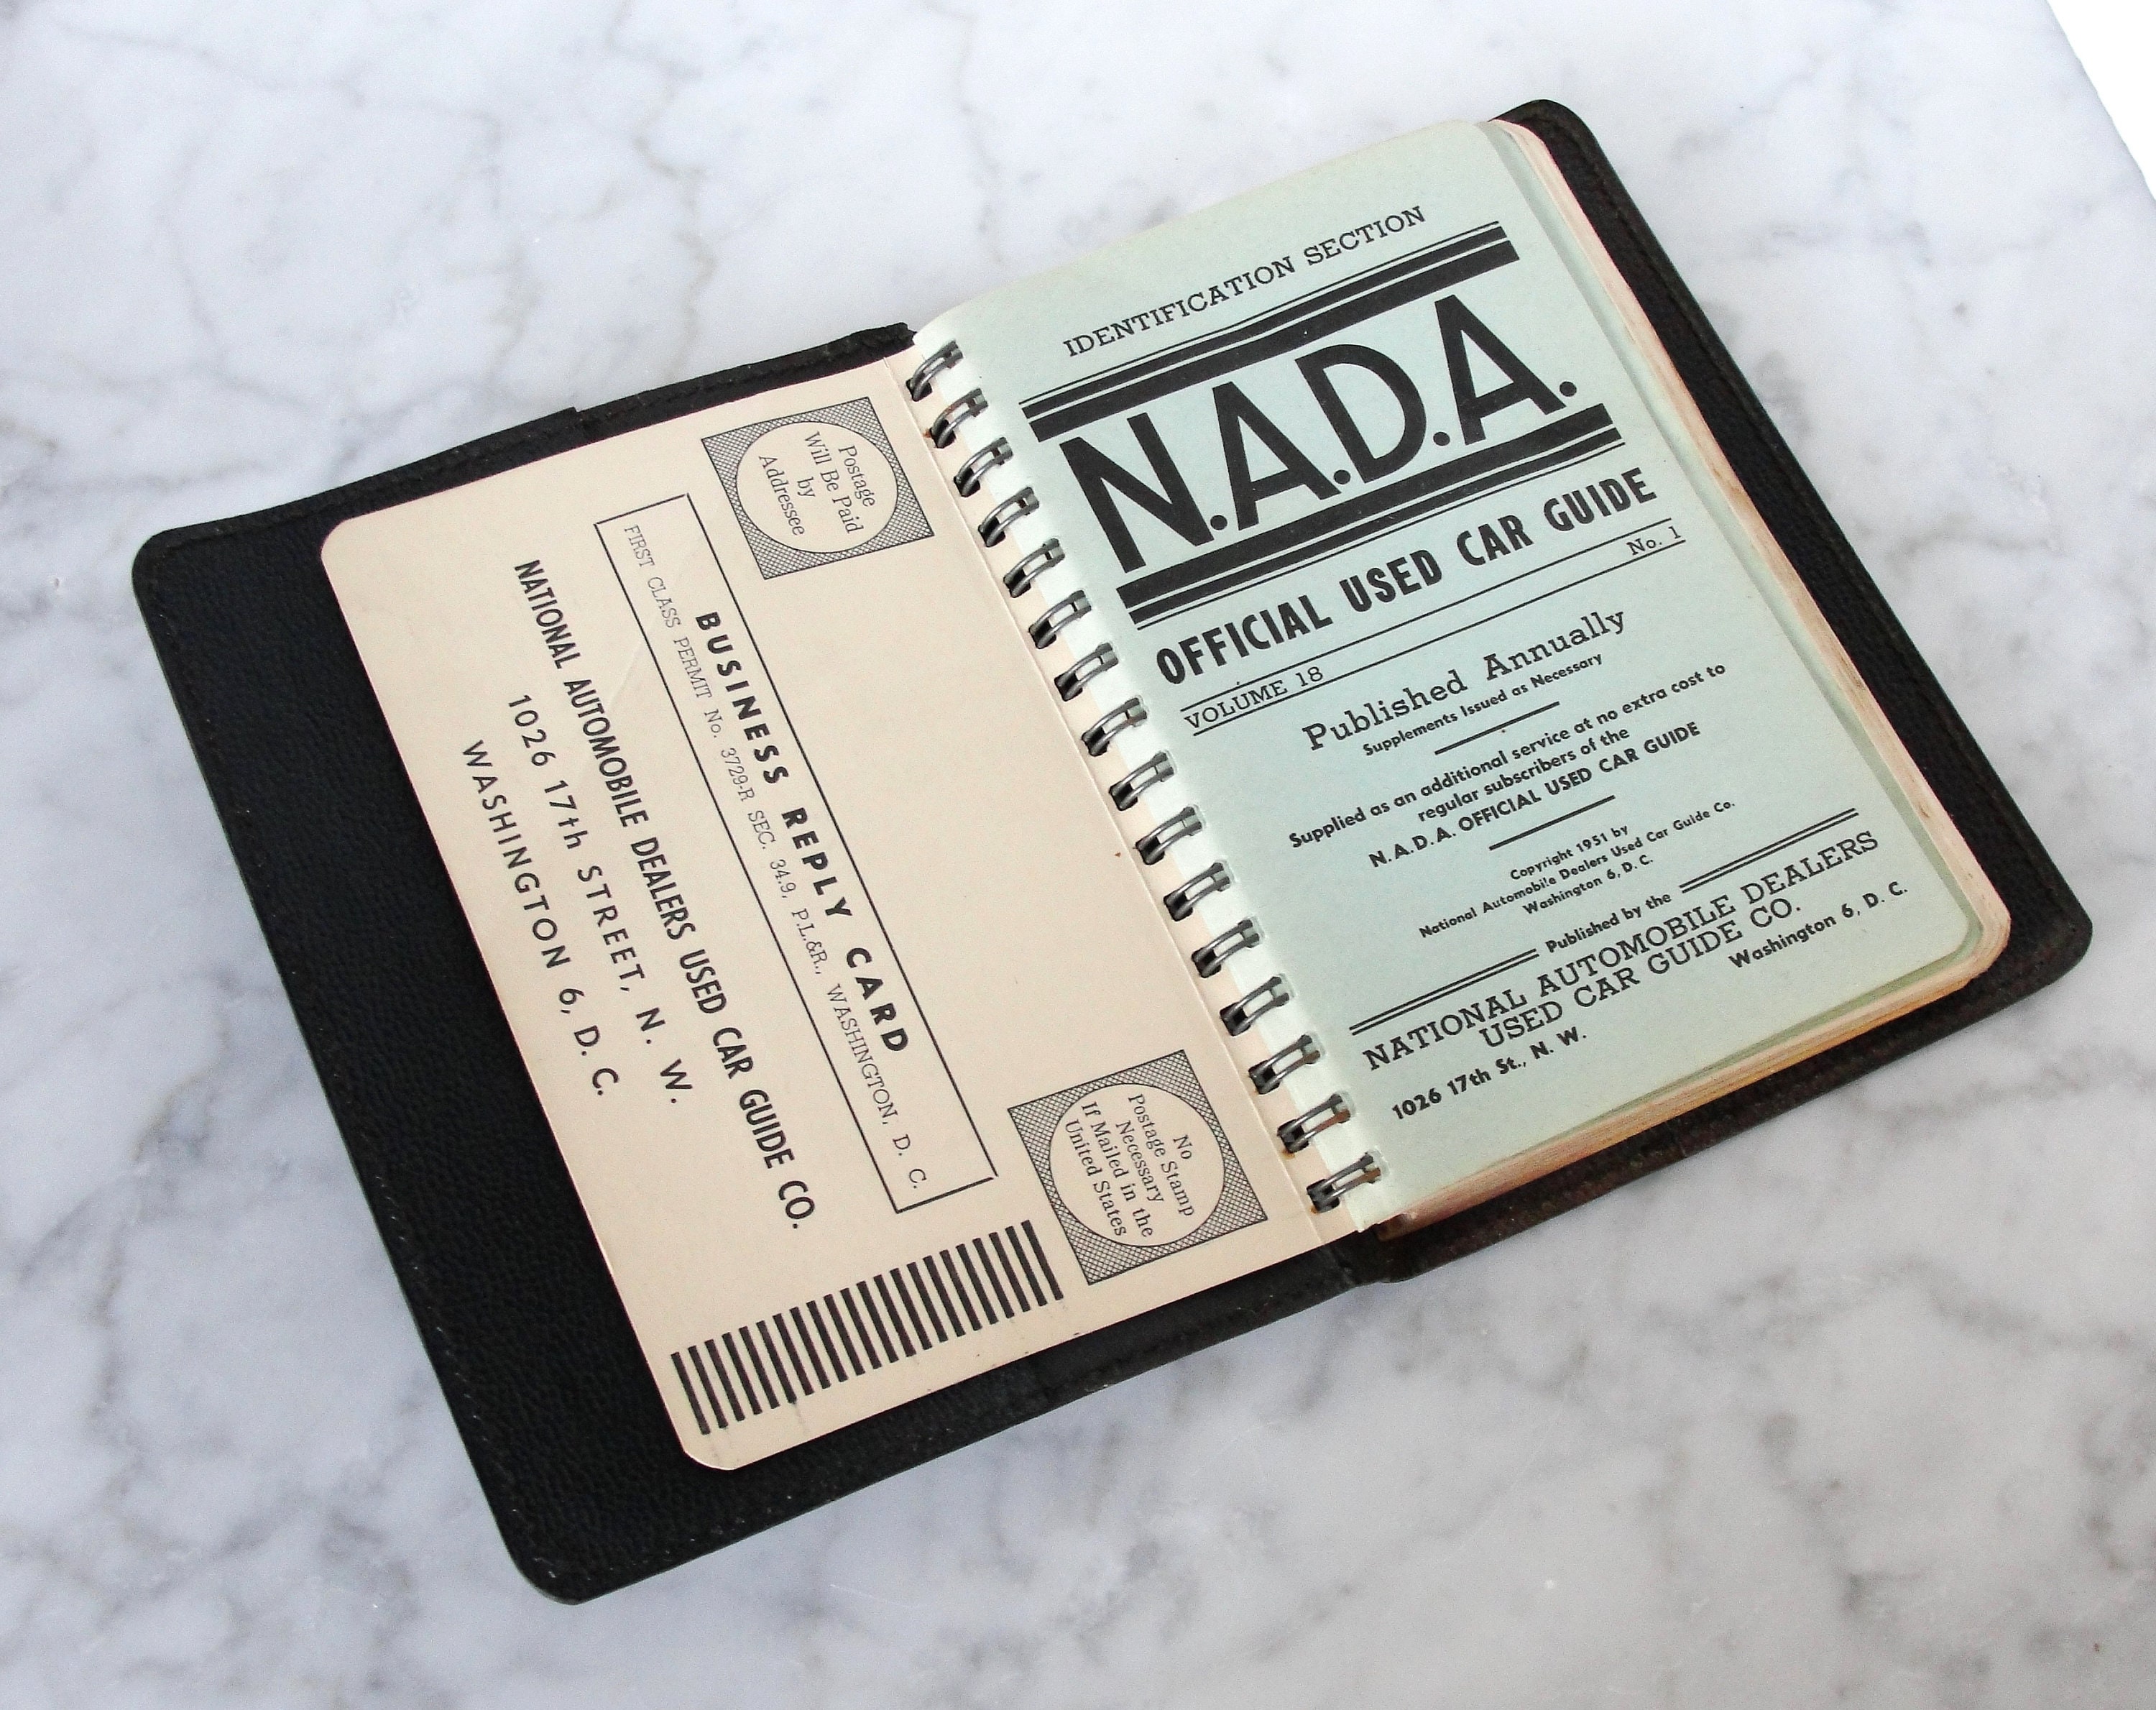 Postage
Will Be Paid
by
Addressee
No
Postage Stamp
Necessary
If Mailed in the
United States
BUSINESS REPLY CARD
FIRST CLASS PERMIT No. 3729-R SEC. 34.9, P.L.&R., WASHINGTON, D. C.
NATIONAL AUTOMOBILE DEALERS USED CAR GUIDE CO.
1026 17th STREET, N. W.
WASHINGTON 6, D. C.
IDENTIFICATION SECTION
N.A.D.A.
OFFICIAL USED CAR GUIDE
VOLUME 18 No. 1
Published Annually
Supplements Issued as Necessary
Supplied as an additional service at no extra cost to
regular subscribers of the
N.A.D.A. OFFICIAL USED CAR GUIDE
Copyright 1951 by
National Automobile Dealers Used Car Guide Co.
Washington 6, D. C.
Published by the
NATIONAL AUTOMOBILE DEALERS
USED CAR GUIDE CO.
1026 17th St., N. W. Washington 6, D. C.